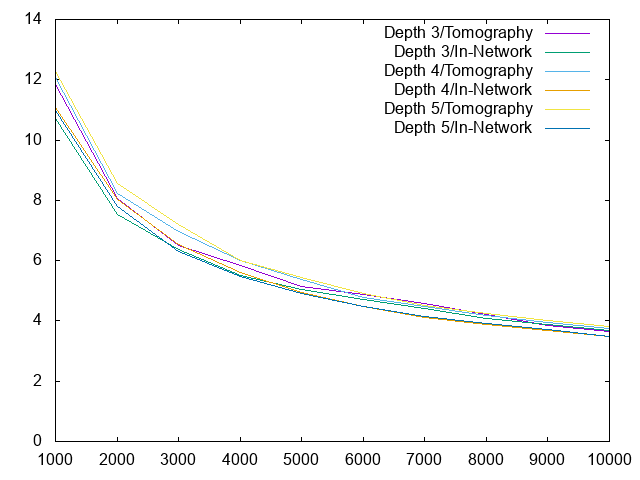 14
12
10
8
6
4
2
0
Depth 3/Tomography
Depth 3/In-Network
Depth 4/Tomography
Depth 4/In-Network
Depth 5/Tomography
Depth 5/In-Network
1000 2000 3000 4000 5000 6000 7000 8000 9000 10000